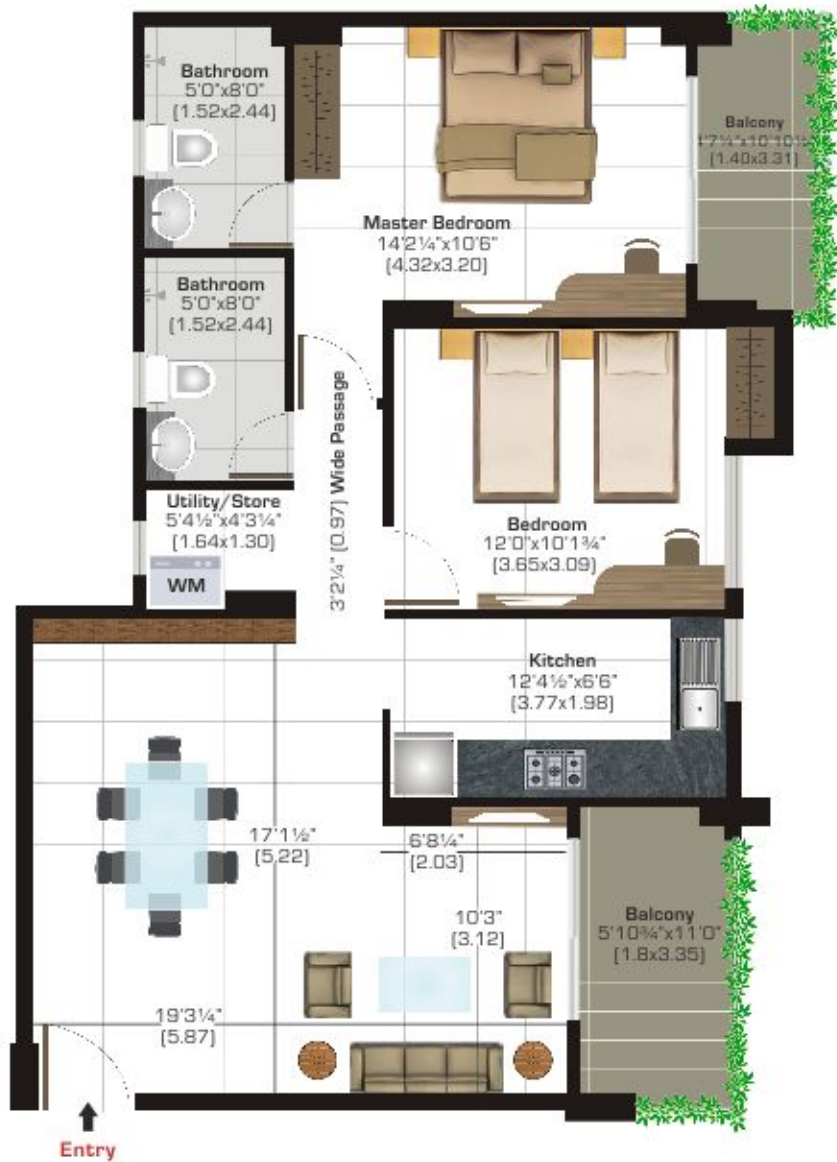 Bathroom
5'0"x8'0"
(1.52x2.44)
Master Bedroom
14'2¼"x10'6"
(4.32x3.20)
Balcony
(1.40x3.31)
Bathroom
5'0"x8'0"
(1.52x2.44)
3'2¼" (0.97) Wide Passage
Bedroom
12'0"x10'1¾"
(3.65x3.09)
Utility/Store
5'4½"x4'3¼"
(1.64x1.30)
WM
Kitchen
12'4½"x6'6"
(3.77x1.98)
17'1½"
(5.22)
6'8¼"
(2.03)
10'3"
(3.12)
Balcony
5'10¾"x11'0"
(1.8x3.35)
19'3¼"
(5.87)
Entry